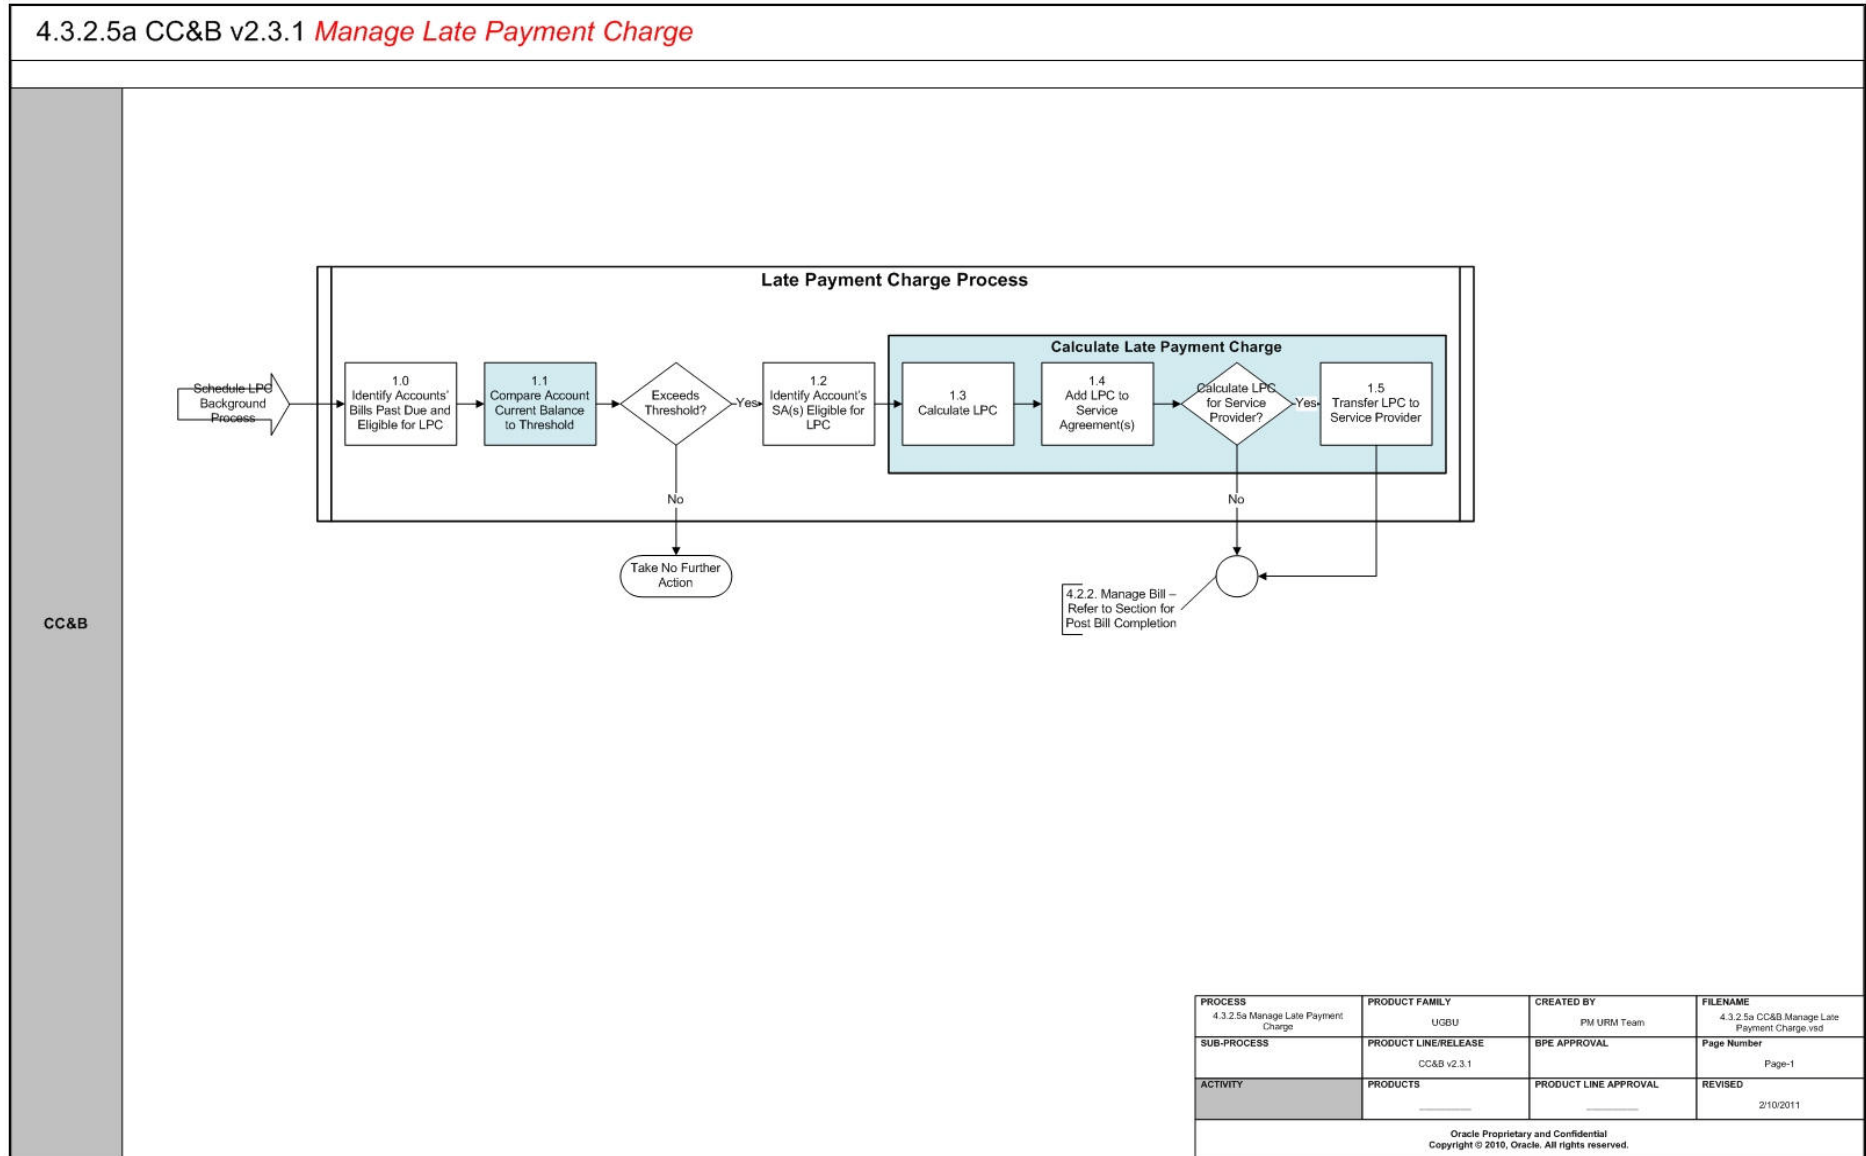 4.3.2.5a CC&B v2.3.1 Manage Late Payment Charge
CC&B
Late Payment Charge Process
Schedule LPC
Background
Process
1.0
Identify Accounts'
Bills Past Due and
Eligible for LPC
1.1
Compare Account
Current Balance
to Threshold
Exceeds
Threshold?
Yes
No
Take No Further
Action
1.2
Identify Account's
SA(s) Eligible for
LPC
Calculate Late Payment Charge
1.3
Calculate LPC
1.4
Add LPC to
Service
Agreement(s)
Calculate LPC
for Service
Provider?
Yes
No
1.5
Transfer LPC to
Service Provider
4.2.2. Manage Bill –
Refer to Section for
Post Bill Completion
PROCESS
4.3.2.5a Manage Late Payment
Charge
PRODUCT FAMILY
UGBU
CREATED BY
PM URM Team
FILENAME
4.3.2.5a CC&B.Manage Late
Payment Charge.vsd
SUB-PROCESS
PRODUCT LINE/RELEASE
CC&B v2.3.1
BPE APPROVAL
Page Number
Page-1
ACTIVITY
PRODUCTS
PRODUCT LINE APPROVAL
REVISED
2/10/2011
Oracle Proprietary and Confidential
Copyright © 2010, Oracle. All rights reserved.